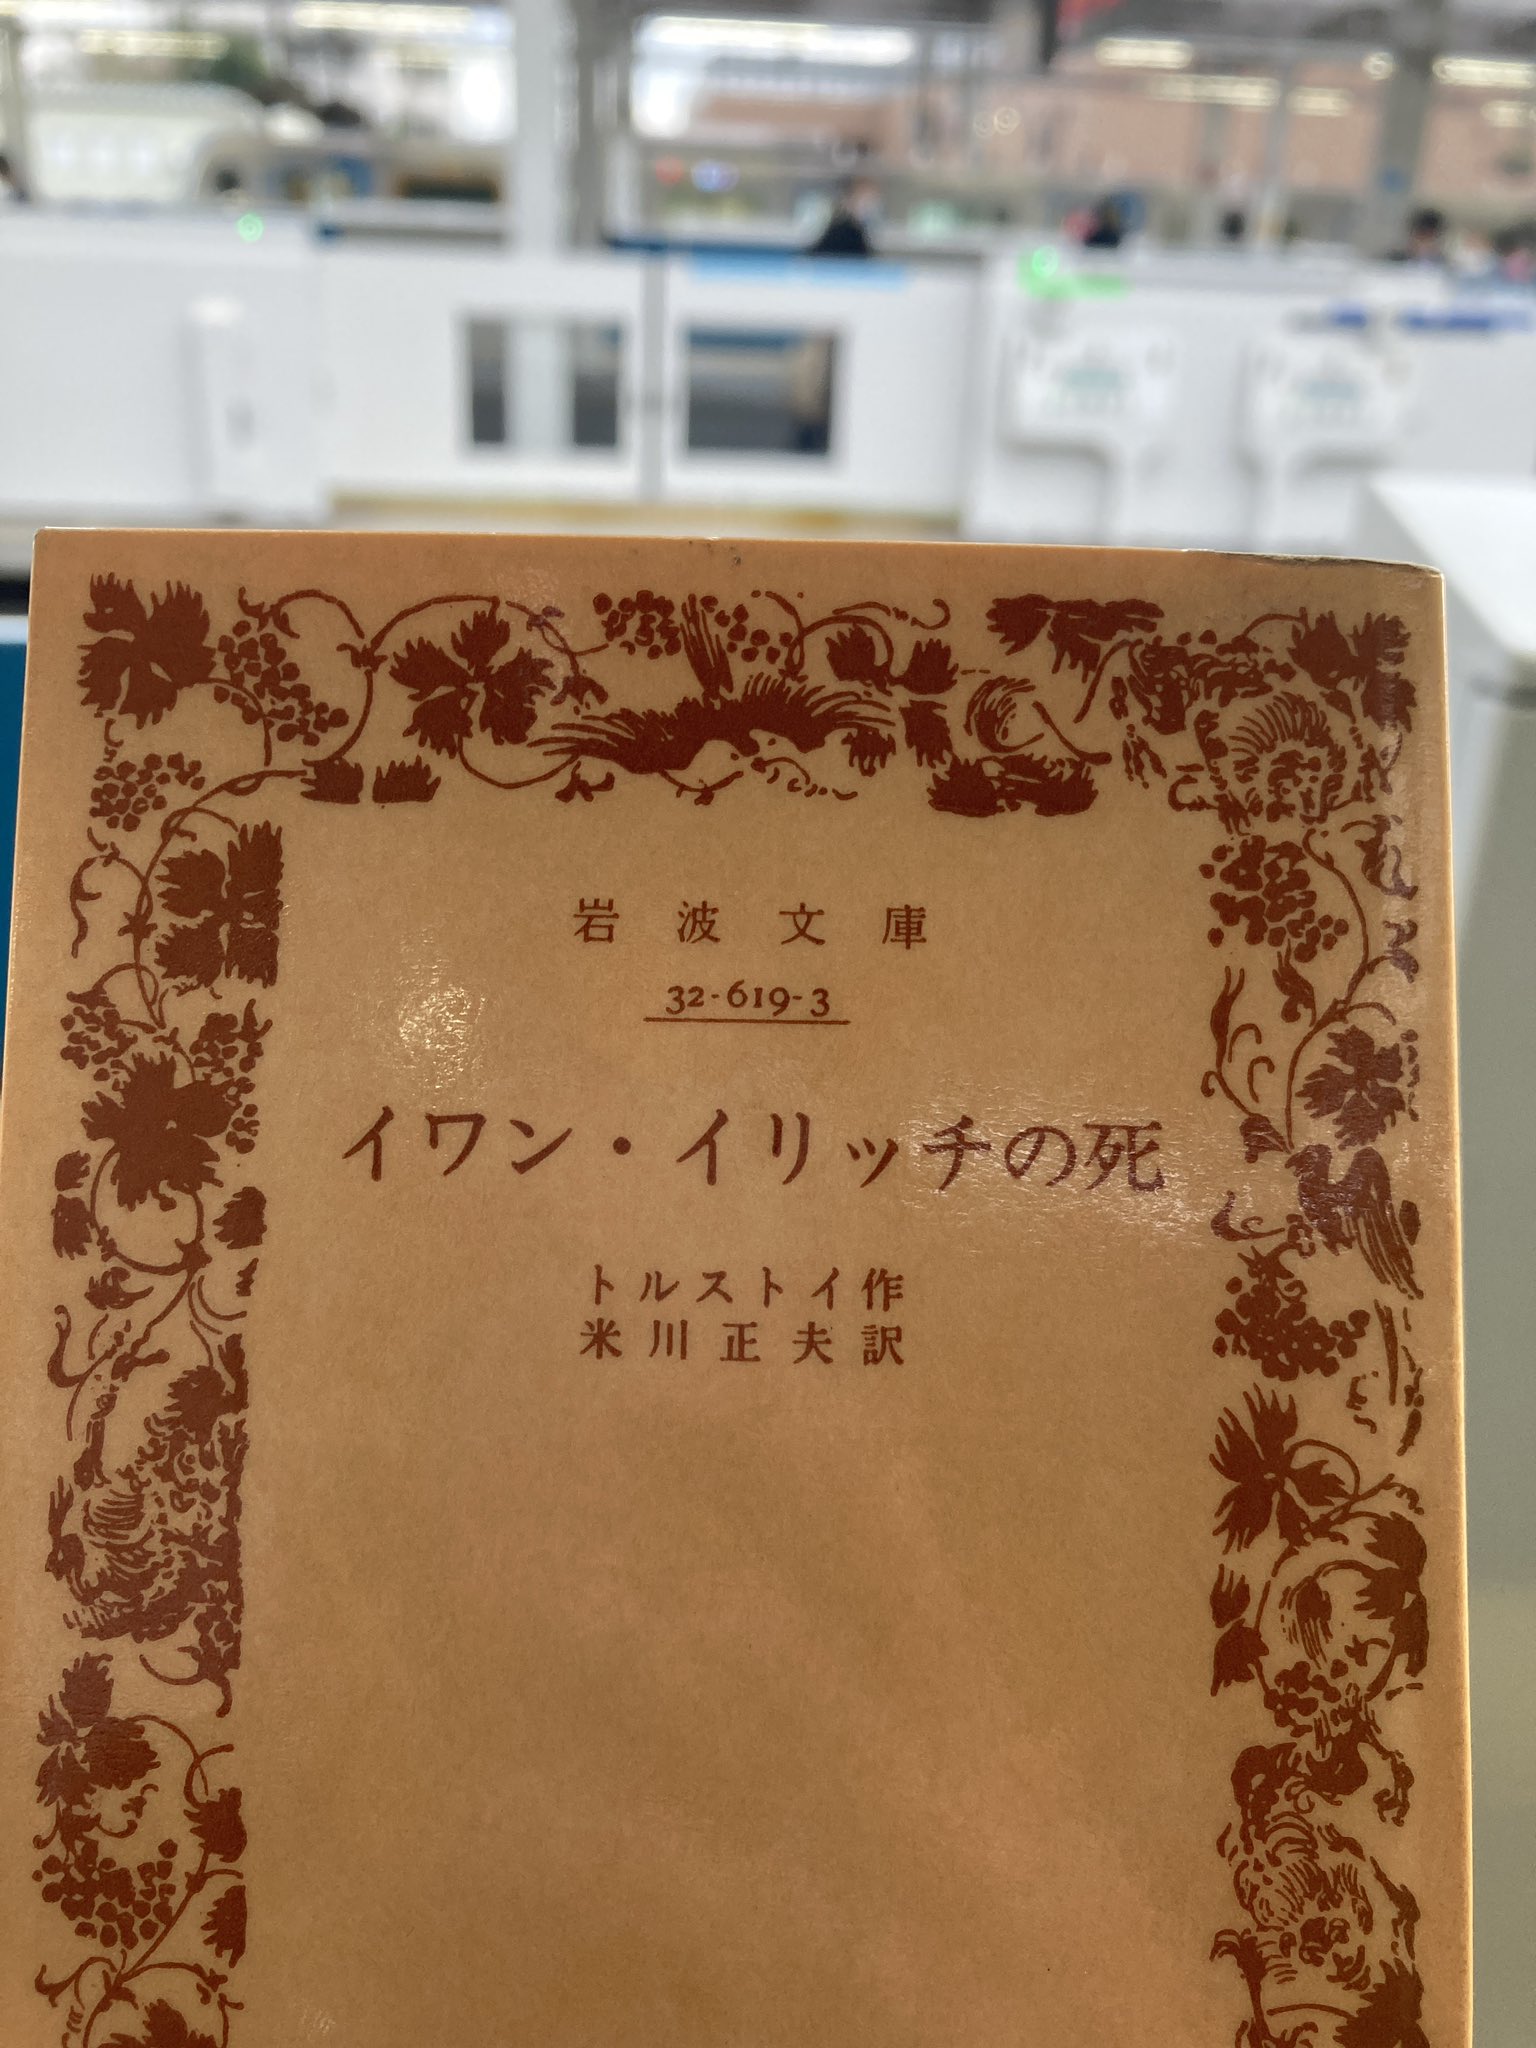 岩波文庫
32-619-3
イワン・イリッチの死
トルストイ作
米川正夫訳